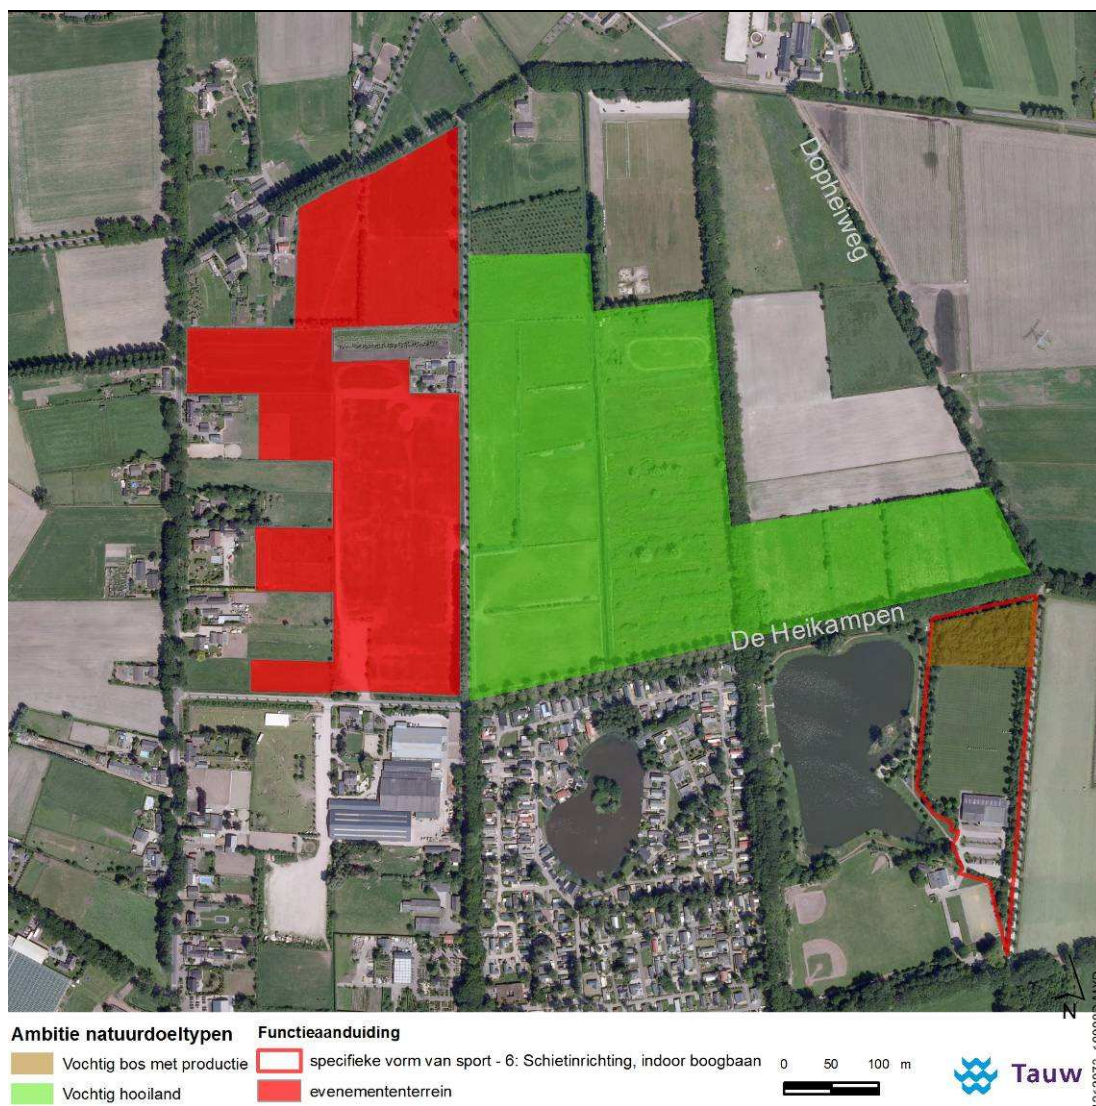 Dopheiweg
De Heikampen
N
Ambitie natuurdoeltypen
Vochtig bos met productie
Vochtig hooiland
Functieaanduiding
specifieke vorm van sport - 6: Schietinrichting, indoor boogbaan
evenemententerrein
0 50 100 m
Tauw